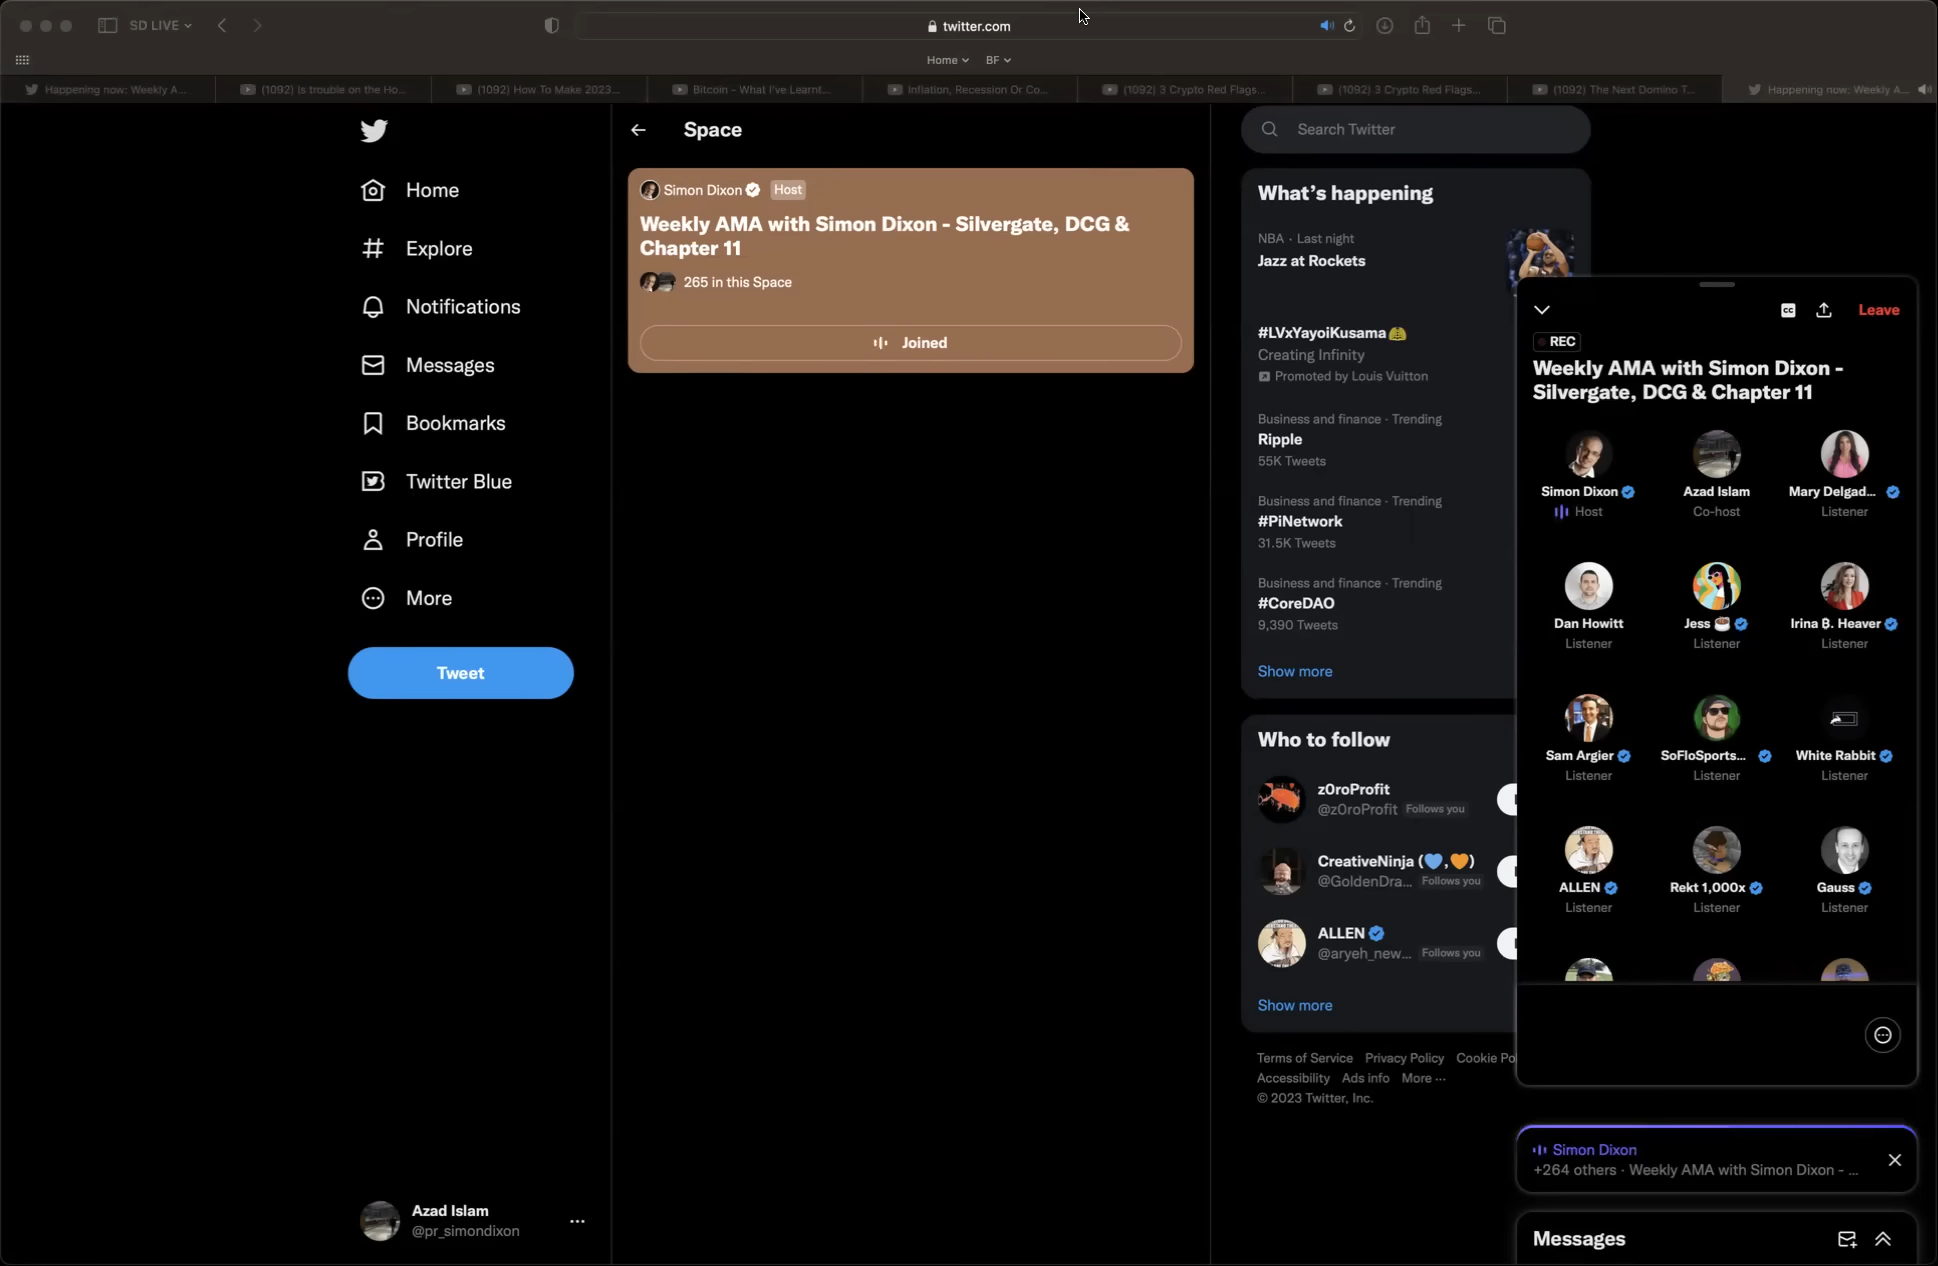 SD LIVE
twitter.com
Home
BF
Happening now: Weekly A...
(1092) Is trouble on the Ho...
(1092) How To Make 2023...
Bitcoin - What I've Learnt...
Inflation, Recession Or Co...
(1092) 3 Crypto Red Flags...
(1092) 3 Crypto Red Flags...
(1092) The Next Domino T...
Happening now: Weekly A...
Home
Explore
Notifications
Messages
Bookmarks
Twitter Blue
Profile
More
Tweet
Azad Islam
@pr_simondixon
Space
Simon Dixon Host
Weekly AMA with Simon Dixon - Silvergate, DCG &
Chapter 11
265 in this Space
Joined
Search Twitter
What's happening
NBA · Last night
Jazz at Rockets
#LVxYayoiKusama
Creating Infinity
Promoted by Louis Vuitton
Business and finance · Trending
Ripple
55K Tweets
Business and finance · Trending
#PiNetwork
31.5K Tweets
Business and finance · Trending
#CoreDAO
9,390 Tweets
Show more
Who to follow
z0roProfit
@z0roProfit Follows you
CreativeNinja (💙,🧡)
@GoldenDra... Follows you
ALLEN
@aryeh_new... Follows you
Show more
Terms of Service Privacy Policy Cookie Po
Accessibility Ads info More ...
© 2023 Twitter, Inc.
cc
Leave
REC
Weekly AMA with Simon Dixon -
Silvergate, DCG & Chapter 11
Simon Dixon
Host
Azad Islam
Co-host
Mary Delgad...
Listener
Dan Howitt
Listener
Jess ☕
Listener
Irina ₿. Heaver
Listener
Sam Argier
Listener
SoFloSports...
Listener
White Rabbit
Listener
ALLEN
Listener
Rekt 1,000x
Listener
Gauss
Listener
Simon Dixon
+264 others · Weekly AMA with Simon Dixon - ...
Messages